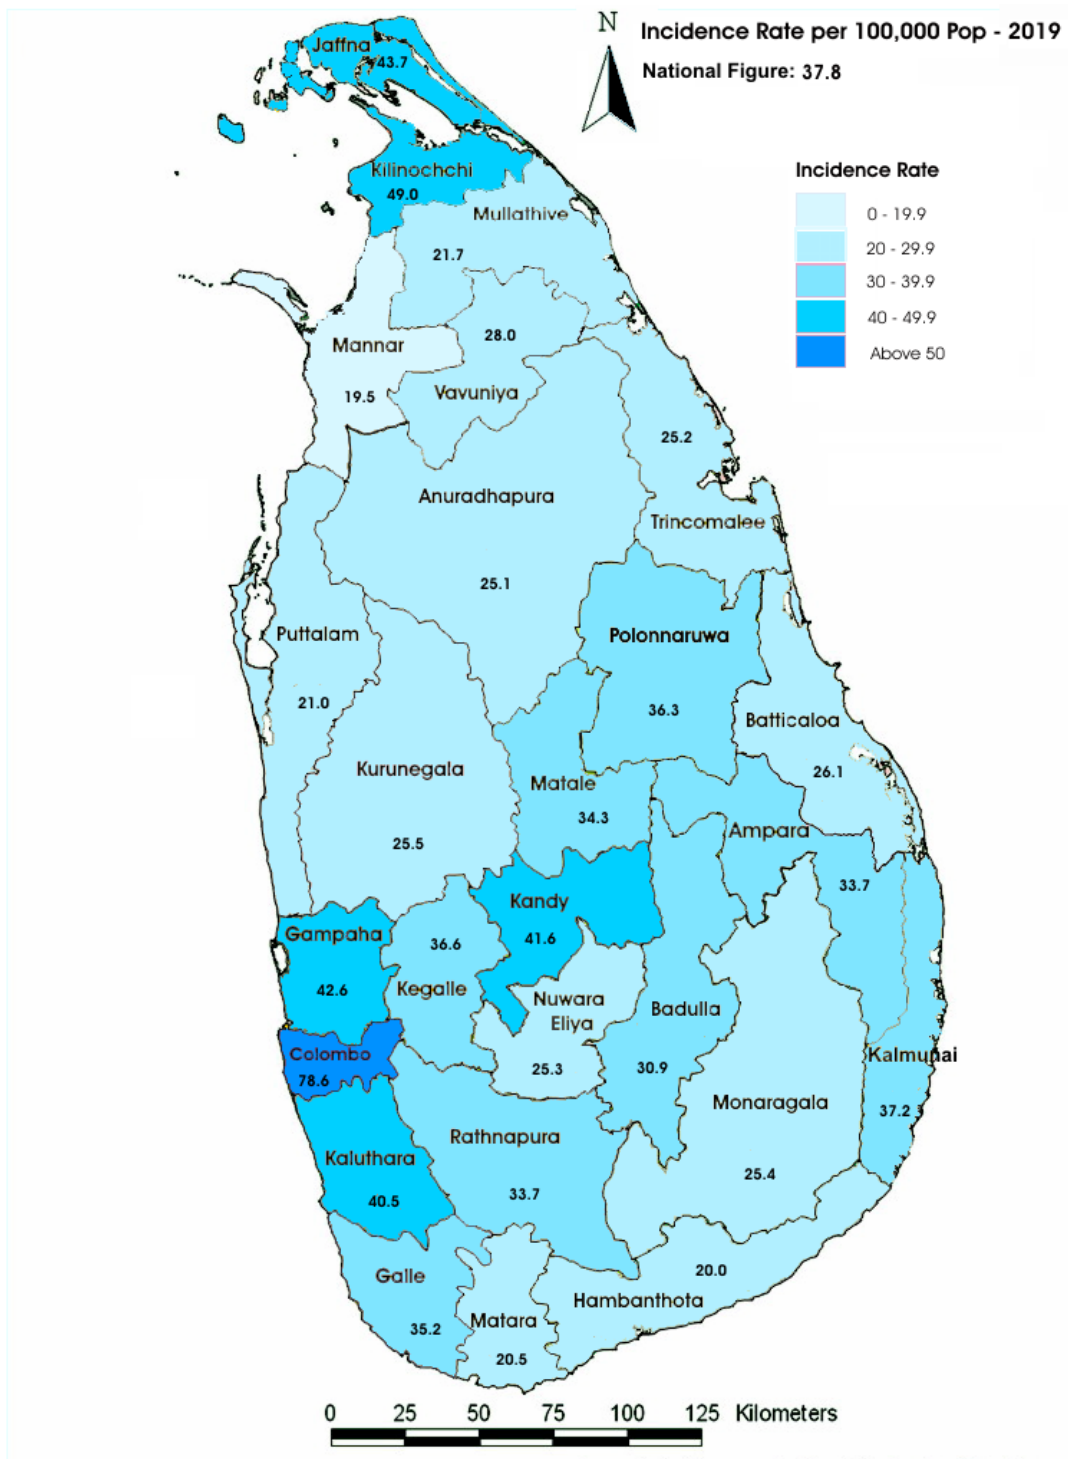 N
Incidence Rate per 100,000 Pop - 2019
National Figure: 37.8
Incidence Rate
0 - 19.9
20 - 29.9
30 - 39.9
40 - 49.9
Above 50
Jaffna
43.7
Kilinochchi
49.0
Mullathive
21.7
28.0
Mannar
19.5
Vavuniya
25.2
Anuradhapura
Trincomalee
25.1
Puttalam
21.0
Polonnaruwa
36.3
Batticaloa
26.1
Kurunegala
25.5
Matale
34.3
Ampara
33.7
Kandy
41.6
Gampaha
42.6
36.6
Kegalle
Nuwara
Eliya
25.3
Badulla
30.9
Colombo
78.6
Kalmunai
37.2
Monaragala
25.4
Rathnapura
33.7
Kaluthara
40.5
Galle
35.2
Matara
20.5
20.0
Hambanthota
0 25 50 75 100 125 Kilometers